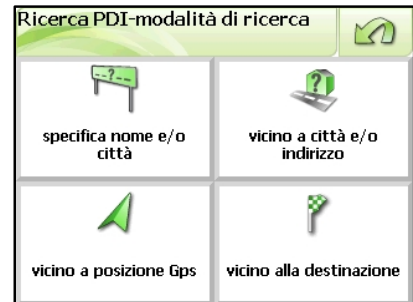 Ricerca PDI-modalità di ricerca
--?--
specifica nome e/o
città
?
vicino a città e/o
indirizzo
vicino a posizione Gps
vicino alla destinazione